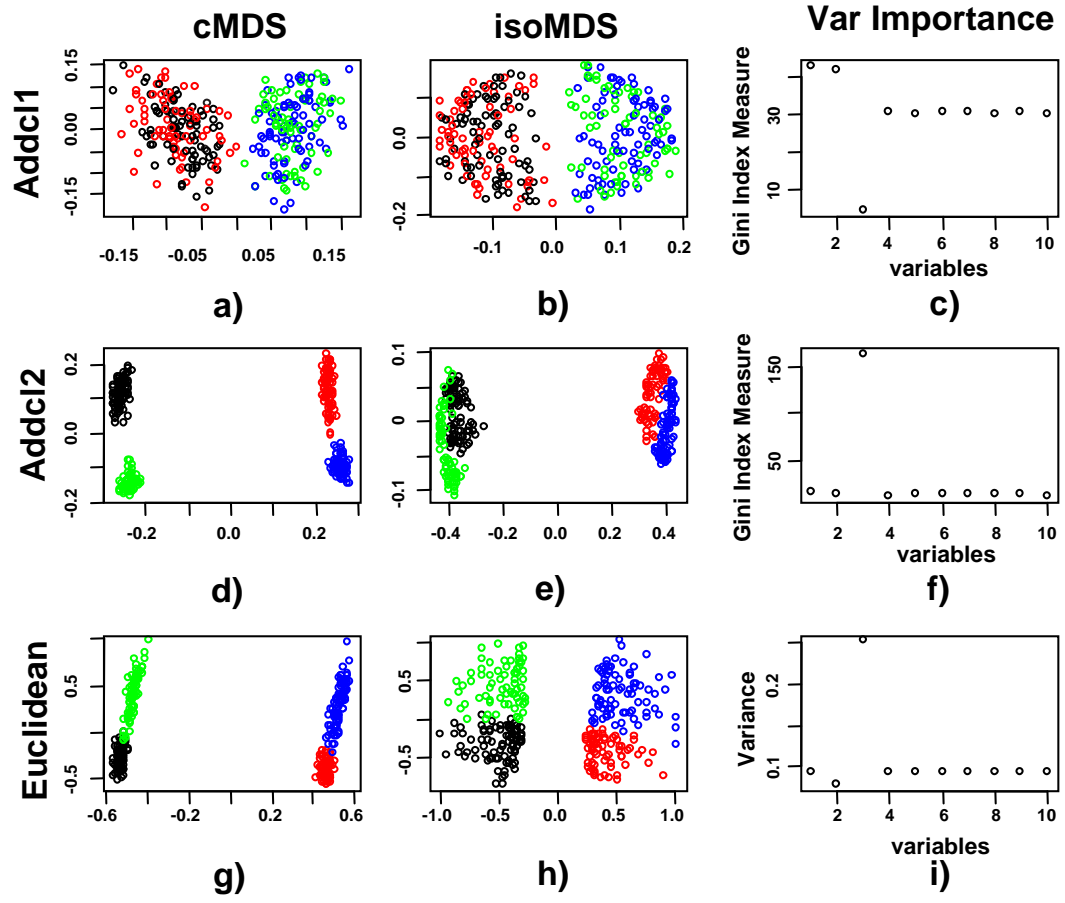 cMDS isoMDS Var Importance
Addcl1
0.15
0.00
-0.15
-0.15 -0.05 0.05 0.15
a)
0.0
-0.2
-0.1 0.0 0.1 0.2
b)
Gini Index Measure
30
10
2 4 6 8 10
variables
c)
Addcl2
0.2
0.0
-0.2
-0.2 0.0 0.2
d)
0.1
0
-0.1
-0.4 -0.2 0.0 0.2 0.4
e)
Gini Index Measure
150
50
2 4 6 8 10
variables
f)
Euclidean
0.5
-0.5
-0.6 -0.2 0.2 0.6
g)
0.5
-0.5
-1.0 -0.5 0.0 0.5 1.0
h)
Variance
0.2
0.1
2 4 6 8 10
variables
i)